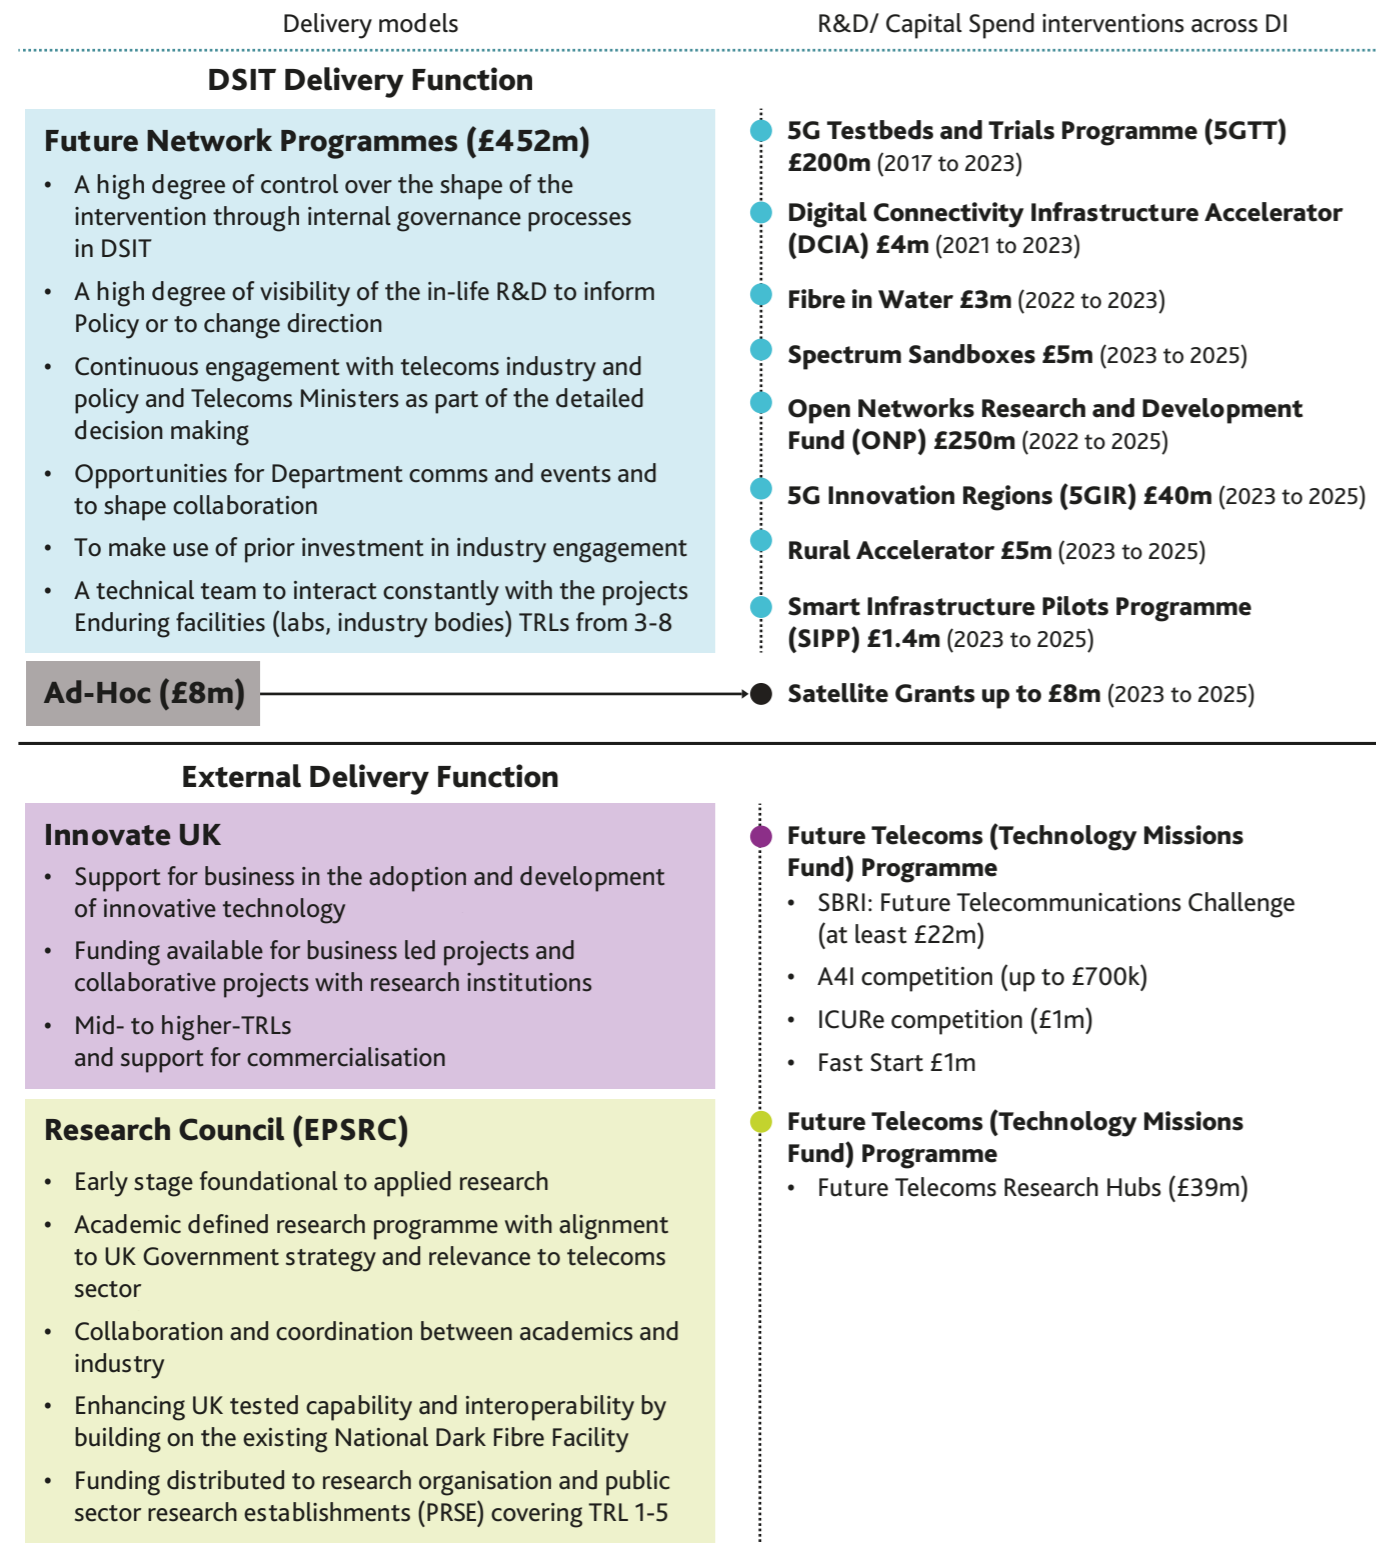 Delivery models
R&D/ Capital Spend interventions across DI
DSIT Delivery Function
Future Network Programmes (£452m)
• A high degree of control over the shape of the
intervention through internal governance processes
in DSIT
• A high degree of visibility of the in-life R&D to inform
Policy or to change direction
• Continuous engagement with telecoms industry and
policy and Telecoms Ministers as part of the detailed
decision making
• Opportunities for Department comms and events and
to shape collaboration
• To make use of prior investment in industry engagement
• A technical team to interact constantly with the projects
Enduring facilities (labs, industry bodies) TRLs from 3-8
5G Testbeds and Trials Programme (5GTT)
£200m (2017 to 2023)
Digital Connectivity Infrastructure Accelerator
(DCIA) £4m (2021 to 2023)
Fibre in Water £3m (2022 to 2023)
Spectrum Sandboxes £5m (2023 to 2025)
Open Networks Research and Development
Fund (ONP) £250m (2022 to 2025)
5G Innovation Regions (5GIR) £40m (2023 to 2025)
Rural Accelerator £5m (2023 to 2025)
Smart Infrastructure Pilots Programme
(SIPP) £1.4m (2023 to 2025)
Ad-Hoc (£8m)
Satellite Grants up to £8m (2023 to 2025)
External Delivery Function
Innovate UK
• Support for business in the adoption and development
of innovative technology
• Funding available for business led projects and
collaborative projects with research institutions
• Mid- to higher-TRLs
and support for commercialisation
Future Telecoms (Technology Missions
Fund) Programme
• SBRI: Future Telecommunications Challenge
(at least £22m)
• A4I competition (up to £700k)
• ICURe competition (£1m)
• Fast Start £1m
Research Council (EPSRC)
• Early stage foundational to applied research
• Academic defined research programme with alignment
to UK Government strategy and relevance to telecoms
sector
• Collaboration and coordination between academics and
industry
• Enhancing UK tested capability and interoperability by
building on the existing National Dark Fibre Facility
• Funding distributed to research organisation and public
sector research establishments (PRSE) covering TRL 1-5
Future Telecoms (Technology Missions
Fund) Programme
• Future Telecoms Research Hubs (£39m)